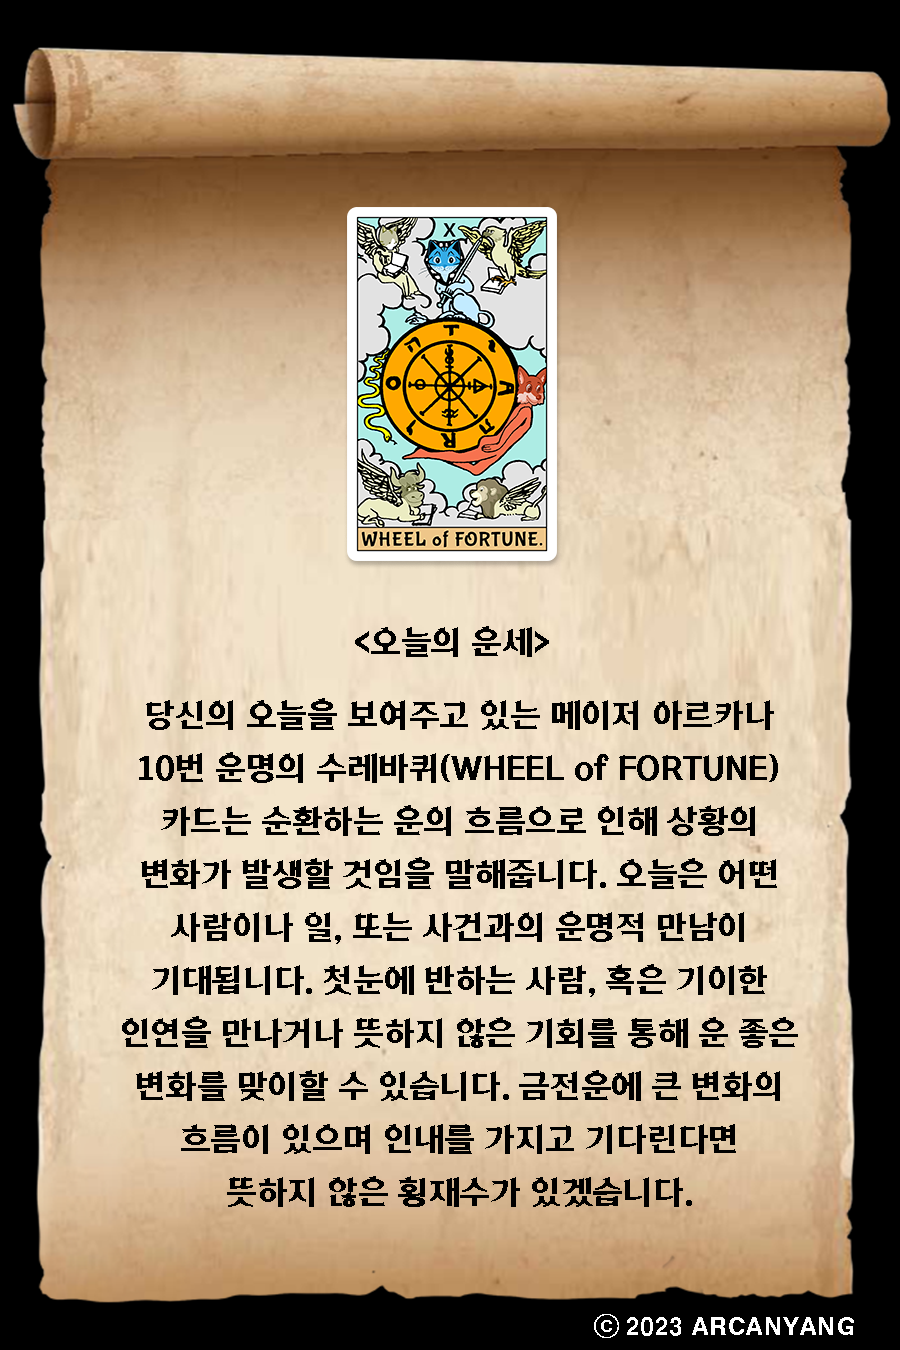 X
WHEEL of FORTUNE.
<오늘의 운세>
당신의 오늘을 보여주고 있는 메이저 아르카나
10번 운명의 수레바퀴(WHEEL of FORTUNE)
카드는 순환하는 운의 흐름으로 인해 상황의
변화가 발생할 것임을 말해줍니다. 오늘은 어떤
사람이나 일, 또는 사건과의 운명적 만남이
기대됩니다. 첫눈에 반하는 사람, 혹은 기이한
인연을 만나거나 뜻하지 않은 기회를 통해 운 좋은
변화를 맞이할 수 있습니다. 금전운에 큰 변화의
흐름이 있으며 인내를 가지고 기다린다면
뜻하지 않은 횡재수가 있겠습니다.
ⓒ 2023 ARCANYANG